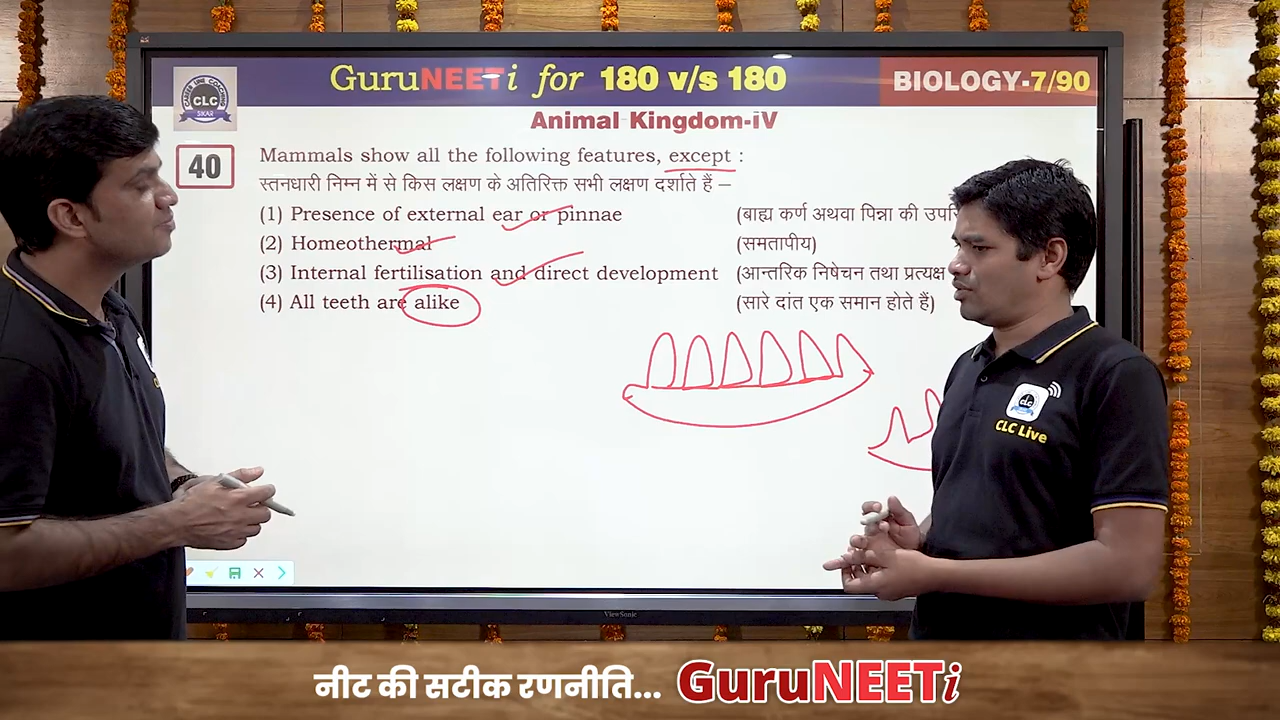 GuruNEETi for 180 v/s 180
BIOLOGY-7/90
CLC
SIKAR
Animal Kingdom-iV
40
Mammals show all the following features, except :
स्तनधारी निम्न में से किस लक्षण के अतिरिक्त सभी लक्षण दर्शाते हैं –
(1) Presence of external ear or pinnae (बाह्य कर्ण अथवा पिन्ना की
(2) Homeothermal (समतापीय)
(3) Internal fertilisation and direct development (आन्तरिक निषेचन तथा प्रत्यक्ष
(4) All teeth are alike (सारे दांत एक समान होते हैं)
CLC
CLC Live
ViewSonic
नीट की सटीक रणनीति... GuruNEETi